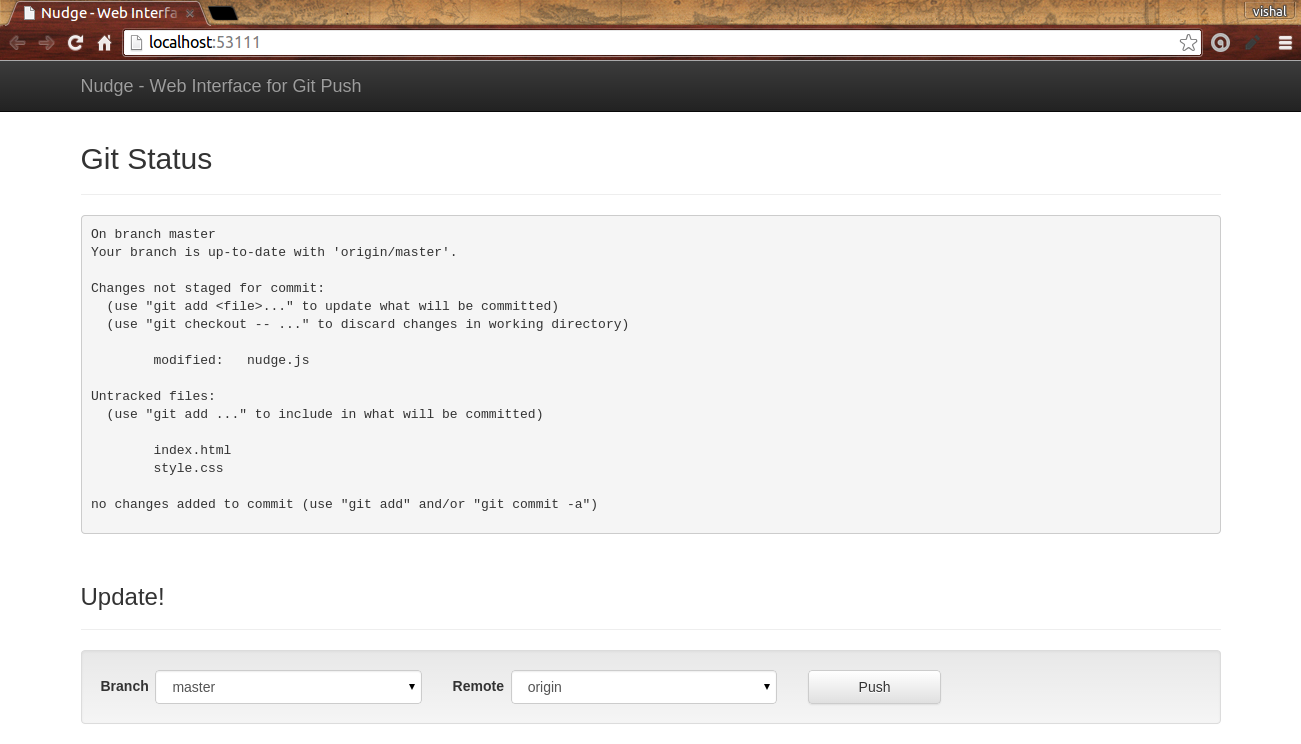 Nudge - Web Interfa
vishal
localhost:53111
Nudge - Web Interface for Git Push
Git Status
On branch master
Your branch is up-to-date with 'origin/master'.
Changes not staged for commit:
(use "git add <file>..." to update what will be committed)
(use "git checkout -- ..." to discard changes in working directory)
modified:   nudge.js
Untracked files:
(use "git add ..." to include in what will be committed)
index.html
style.css
no changes added to commit (use "git add" and/or "git commit -a")
Update!
Branch master Remote origin Push